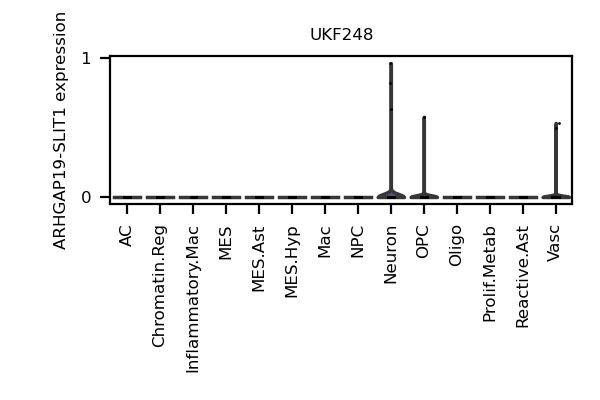 UKF248
ARHGAP19-SLIT1 expression
1
0
AC
Chromatin.Reg
Inflammatory.Mac
MES
MES.Ast
MES.Hyp
Mac
NPC
Neuron
OPC
Oligo
Prolif.Metab
Reactive.Ast
Vasc